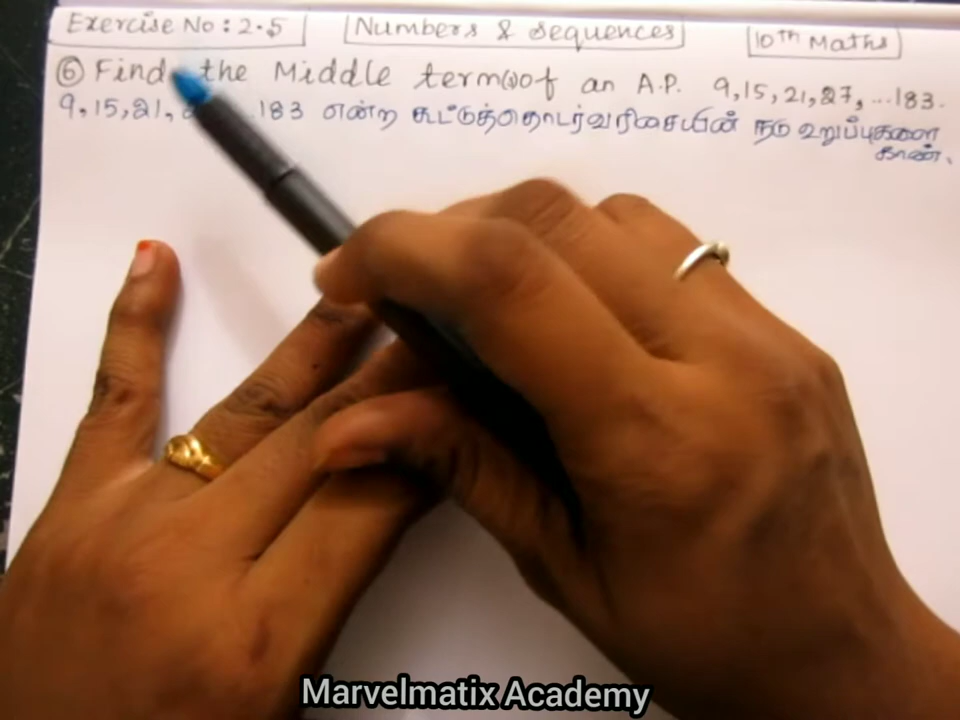 Exercise No : 2.5 Numbers & Sequences 10th Maths
⑥ Find the Middle term(s) of an A.P. 9, 15, 21, 27, ... 183.
9, 15, 21, 183 என்ற கூட்டுத்தொடர்வரிசையின் நடு உறுப்புகளை
காண்.
Marvelmatix Academy